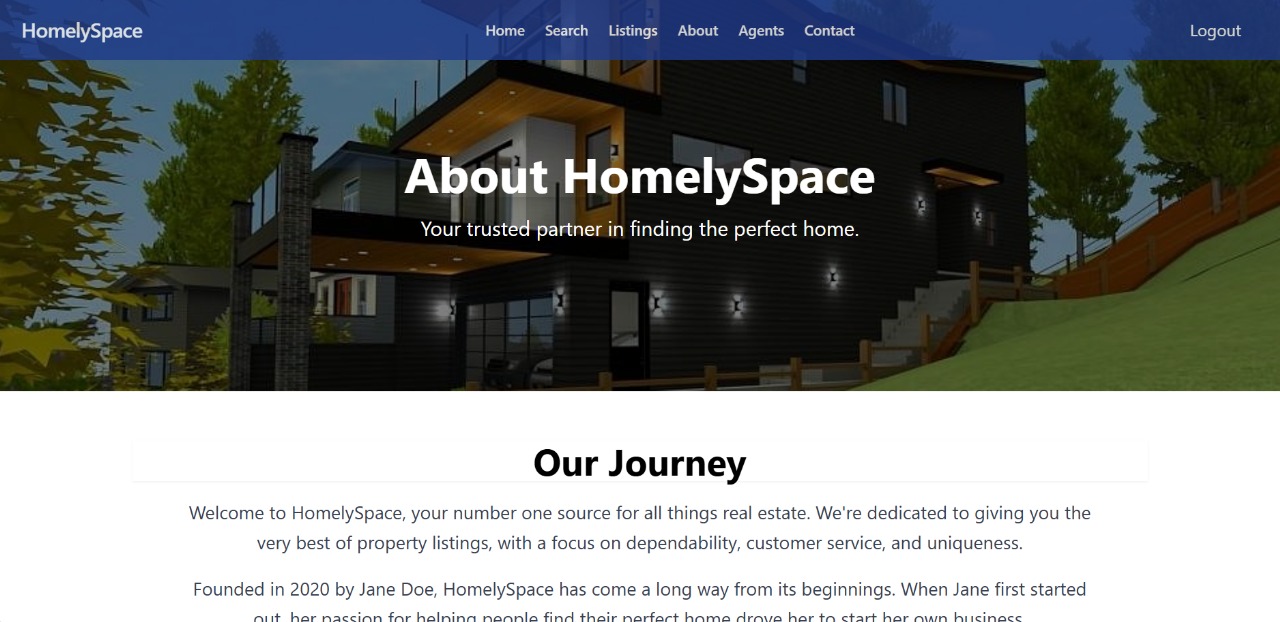 HomelySpace
Home Search Listings About Agents Contact
Logout
About HomelySpace
Your trusted partner in finding the perfect home.
Our Journey
Welcome to HomelySpace, your number one source for all things real estate. We're dedicated to giving you the
very best of property listings, with a focus on dependability, customer service, and uniqueness.
Founded in 2020 by Jane Doe, HomelySpace has come a long way from its beginnings. When Jane first started
out, her passion for helping people find their perfect home drove her to start her own business.